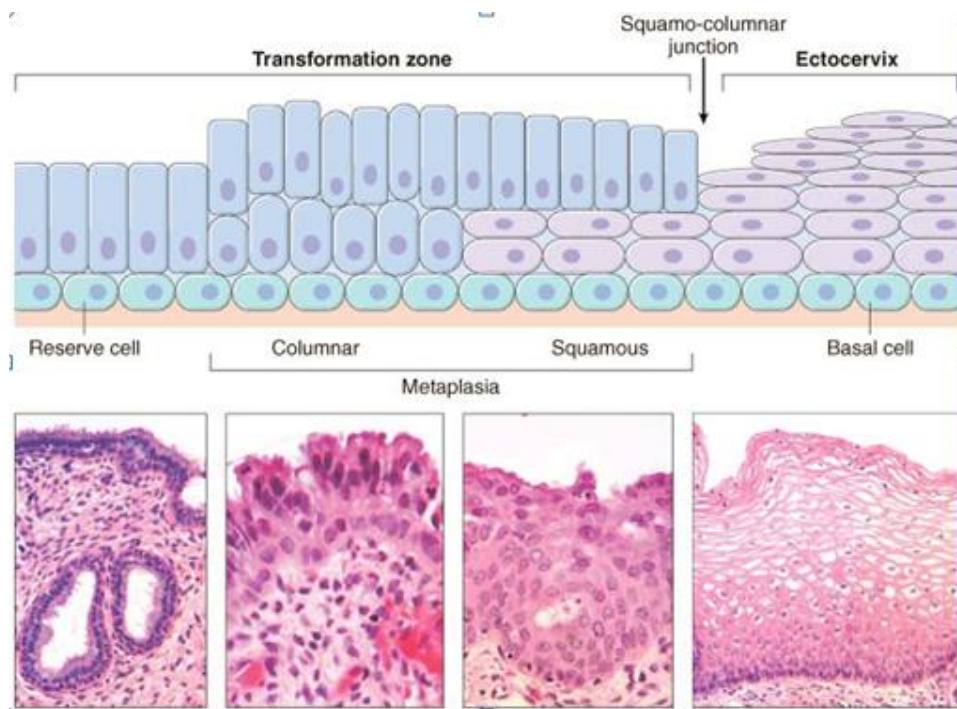 Squamo-columnar
junction
Transformation zone
Ectocervix
Reserve cell
Columnar
Squamous
Basal cell
Metaplasia